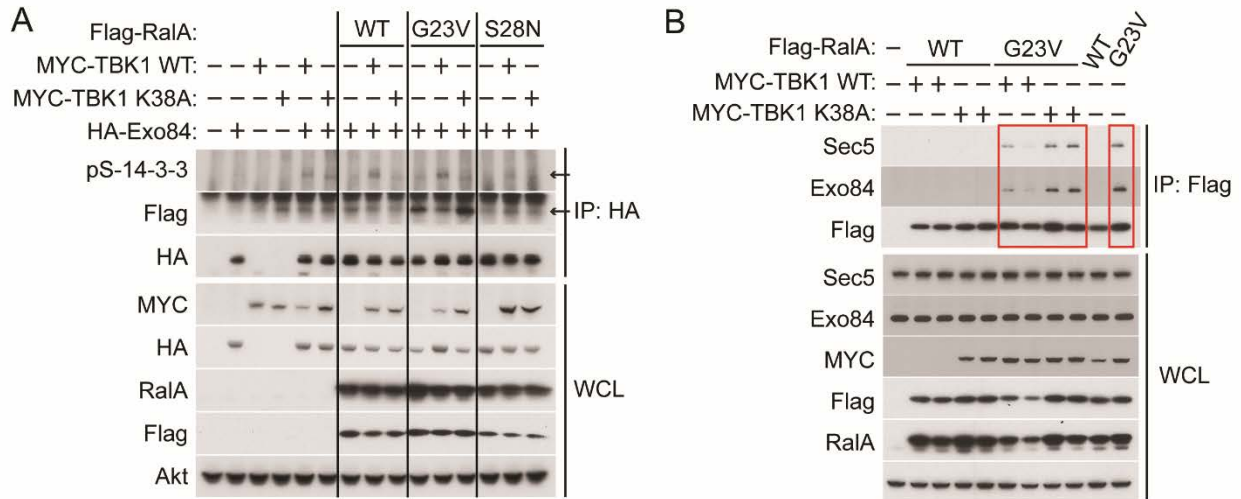 A
Flag-RalA: WT G23V S28N
MYC-TBK1 WT: – – + – + – – + – – + – – + –
MYC-TBK1 K38A: – – – + – + – – + – – + – – +
HA-Exo84: – + – – + + + + + + + + + + +
pS-14-3-3
Flag
HA
IP: HA
MYC
HA
RalA
Flag
Akt
WCL
B
Flag-RalA: – WT G23V WT G23V
MYC-TBK1 WT: – + + – – + + – – – –
MYC-TBK1 K38A: – – – + + – – + + – –
Sec5
Exo84
Flag
IP: Flag
Sec5
Exo84
MYC
Flag
RalA
WCL